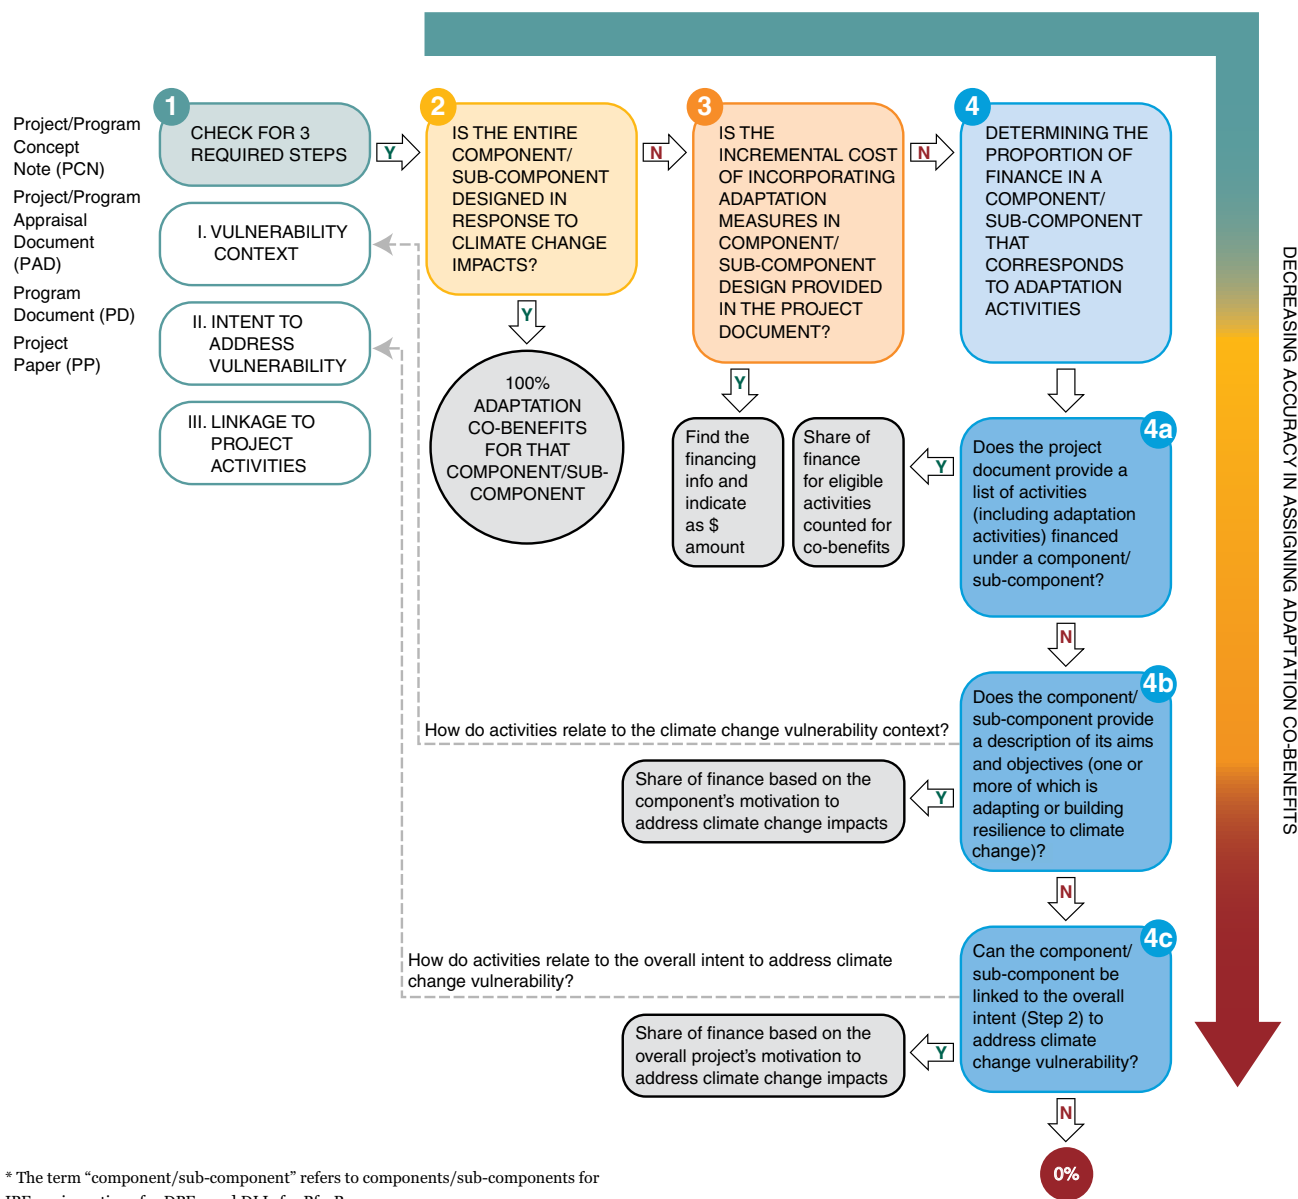 Project/Program
Concept
Note (PCN)
Project/Program
Appraisal
Document
(PAD)
Program
Document (PD)
Project
Paper (PP)
1
CHECK FOR 3
REQUIRED STEPS
Y
I. VULNERABILITY
CONTEXT
II. INTENT TO
ADDRESS
VULNERABILITY
III. LINKAGE TO
PROJECT
ACTIVITIES
2
IS THE ENTIRE
COMPONENT/
SUB-COMPONENT
DESIGNED IN
RESPONSE TO
CLIMATE CHANGE
IMPACTS?
N
Y
100%
ADAPTATION
CO-BENEFITS
FOR THAT
COMPONENT/SUB-
COMPONENT
3
IS THE
INCREMENTAL COST
OF INCORPORATING
ADAPTATION
MEASURES IN
COMPONENT/
SUB-COMPONENT
DESIGN PROVIDED
IN THE PROJECT
DOCUMENT?
N
Y
Find the
financing
info and
indicate
as $
amount
4
DETERMINING THE
PROPORTION OF
FINANCE IN A
COMPONENT/
SUB-COMPONENT
THAT
CORRESPONDS
TO ADAPTATION
ACTIVITIES
4a
Does the project
document provide a
list of activities
(including adaptation
activities) financed
under a component/
sub-component?
Y
Share of
finance
for eligible
activities
counted for
co-benefits
N
4b
Does the component/
sub-component provide
a description of its aims
and objectives (one or
more of which is
adapting or building
resilience to climate
change)?
How do activities relate to the climate change vulnerability context?
Y
Share of finance based on the
component’s motivation to
address climate change impacts
N
4c
Can the component/
sub-component be
linked to the overall
intent (Step 2) to
address climate
change vulnerability?
How do activities relate to the overall intent to address climate
change vulnerability?
Y
Share of finance based on the
overall project’s motivation to
address climate change impacts
N
0%
DECREASING ACCURACY IN ASSIGNING ADAPTATION CO-BENEFITS
* The term “component/sub-component” refers to components/sub-components for